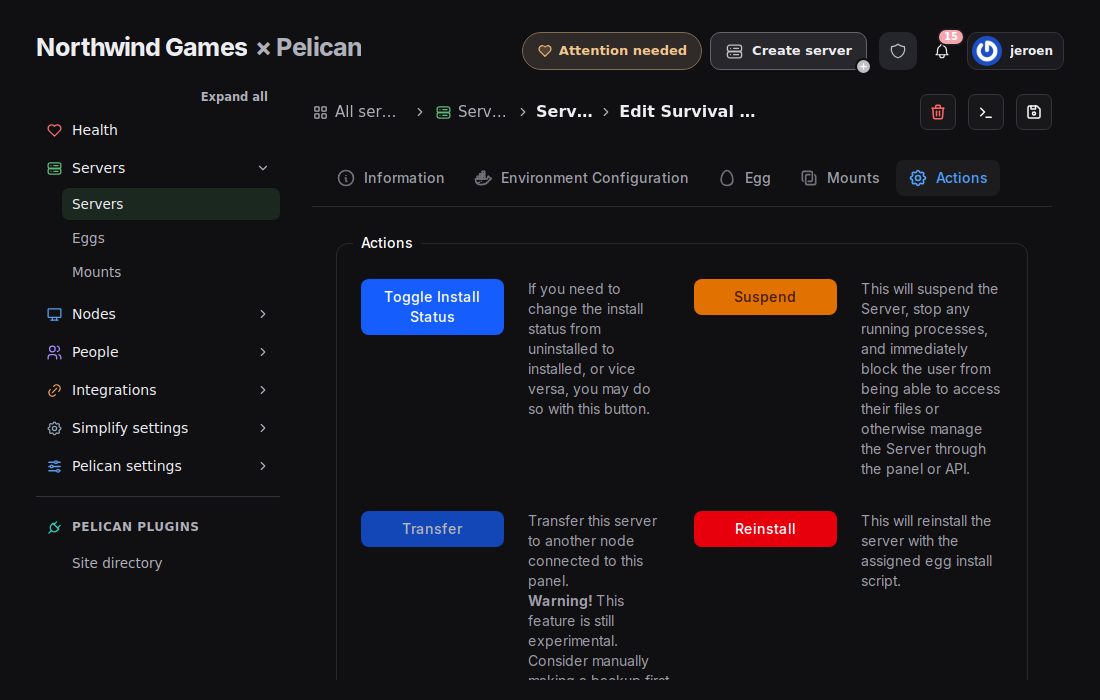 Northwind Games × Pelican
Attention needed
Create server
15
jeroen
Expand all
Health
Servers
Servers
Eggs
Mounts
Nodes
People
Integrations
Simplify settings
Pelican settings
PELICAN PLUGINS
Site directory
All ser... > Serv... > Serv... > Edit Survival ...
Information
Environment Configuration
Egg
Mounts
Actions
Actions
Toggle Install
Status
If you need to
change the install
status from
uninstalled to
installed, or vice
versa, you may do
so with this button.
Suspend
This will suspend the
Server, stop any
running processes,
and immediately
block the user from
being able to access
their files or
otherwise manage
the Server through
the panel or API.
Transfer
Transfer this server
to another node
connected to this
panel.
Warning! This
feature is still
experimental.
Consider manually
making a backup first
Reinstall
This will reinstall the
server with the
assigned egg install
script.